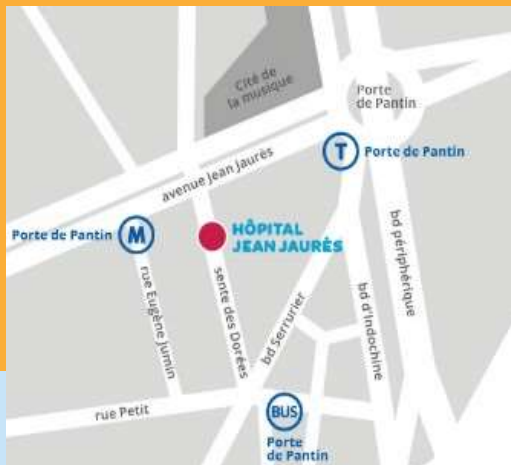 Cité de
la musique
Porte
de Pantin
T Porte de Pantin
avenue Jean Jaurès
Porte de Pantin M
HÔPITAL
JEAN JAURÈS
rue Eugène Jumin
sente des Dorées
bd Serrurier
bd d'Indochine
bd périphérique
rue Petit
BUS
Porte
de Pantin